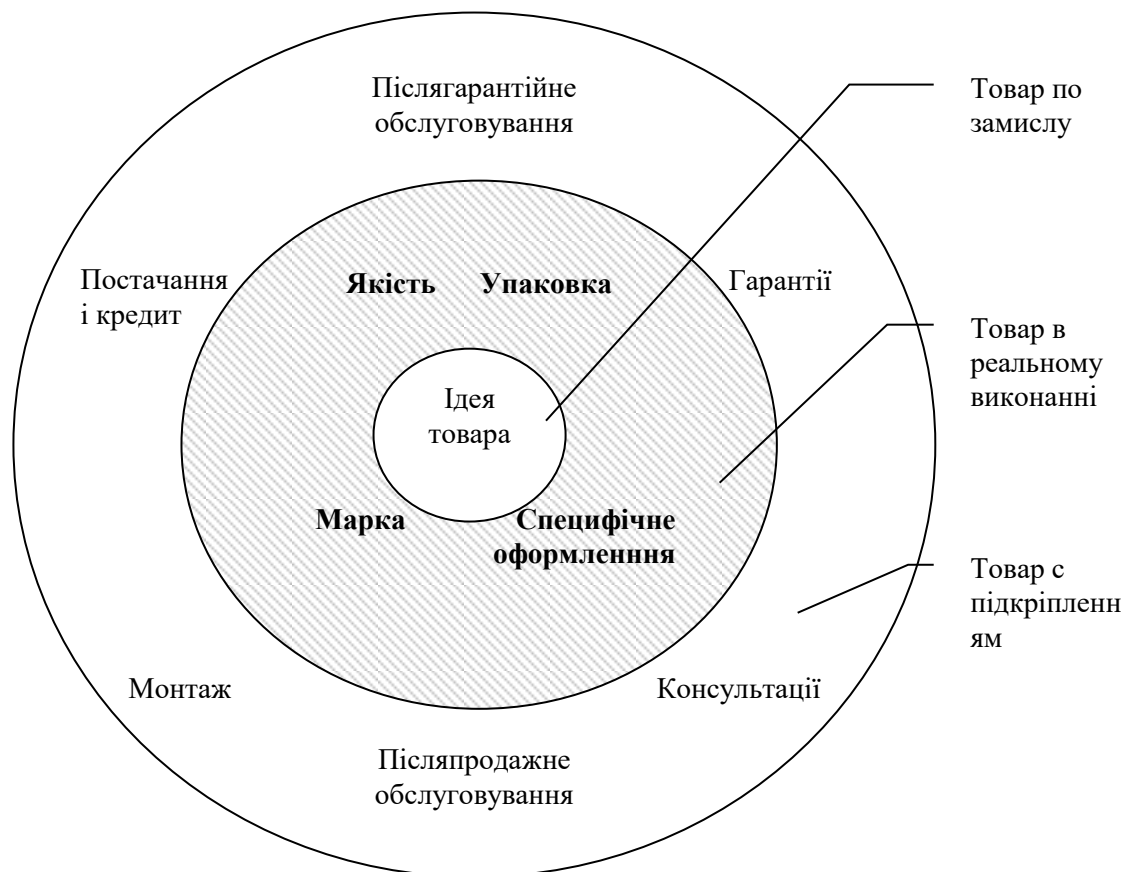 Післягарантійне
обслуговування
Товар по
замислу
Постачання
і кредит
Якість Упаковка
Гарантії
Товар в
реальному
виконанні
Ідея
товара
Марка
Специфічне
оформленння
Товар с
підкріпленн
ям
Монтаж
Консультації
Післяпродажне
обслуговування